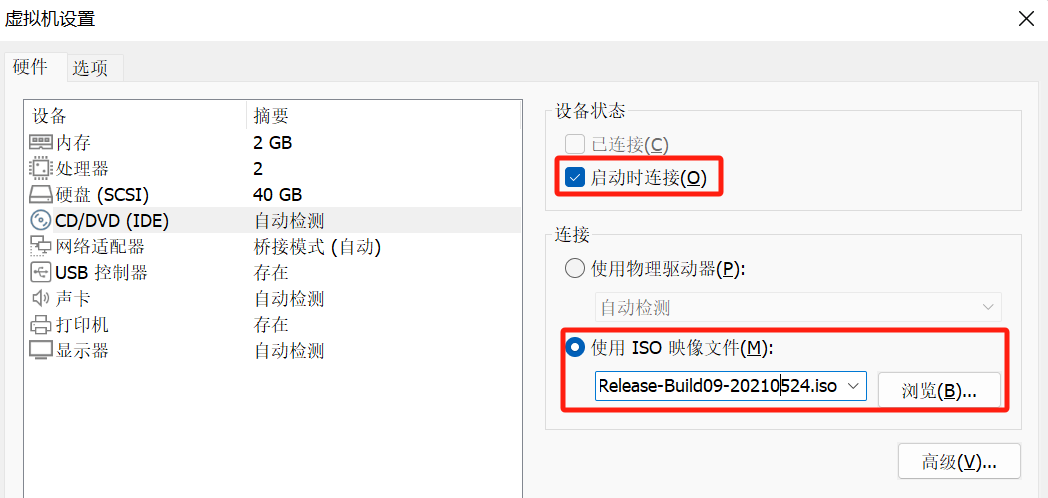 虚拟机设置
硬件 选项
设备 摘要
内存 2 GB
处理器 2
硬盘 (SCSI) 40 GB
CD/DVD (IDE) 自动检测
网络适配器 桥接模式 (自动)
USB 控制器 存在
声卡 自动检测
打印机 存在
显示器 自动检测
设备状态
已连接(C)
启动时连接(O)
连接
使用物理驱动器(P):
自动检测
使用 ISO 映像文件(M):
Release-Build09-20210524.iso
浏览(B)...
高级(V)...